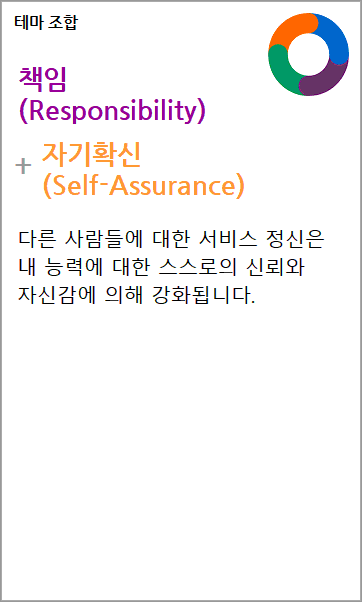 테마 조합
책임
(Responsibility)
+ 자기확신
(Self-Assurance)
다른 사람들에 대한 서비스 정신은
내 능력에 대한 스스로의 신뢰와
자신감에 의해 강화됩니다.